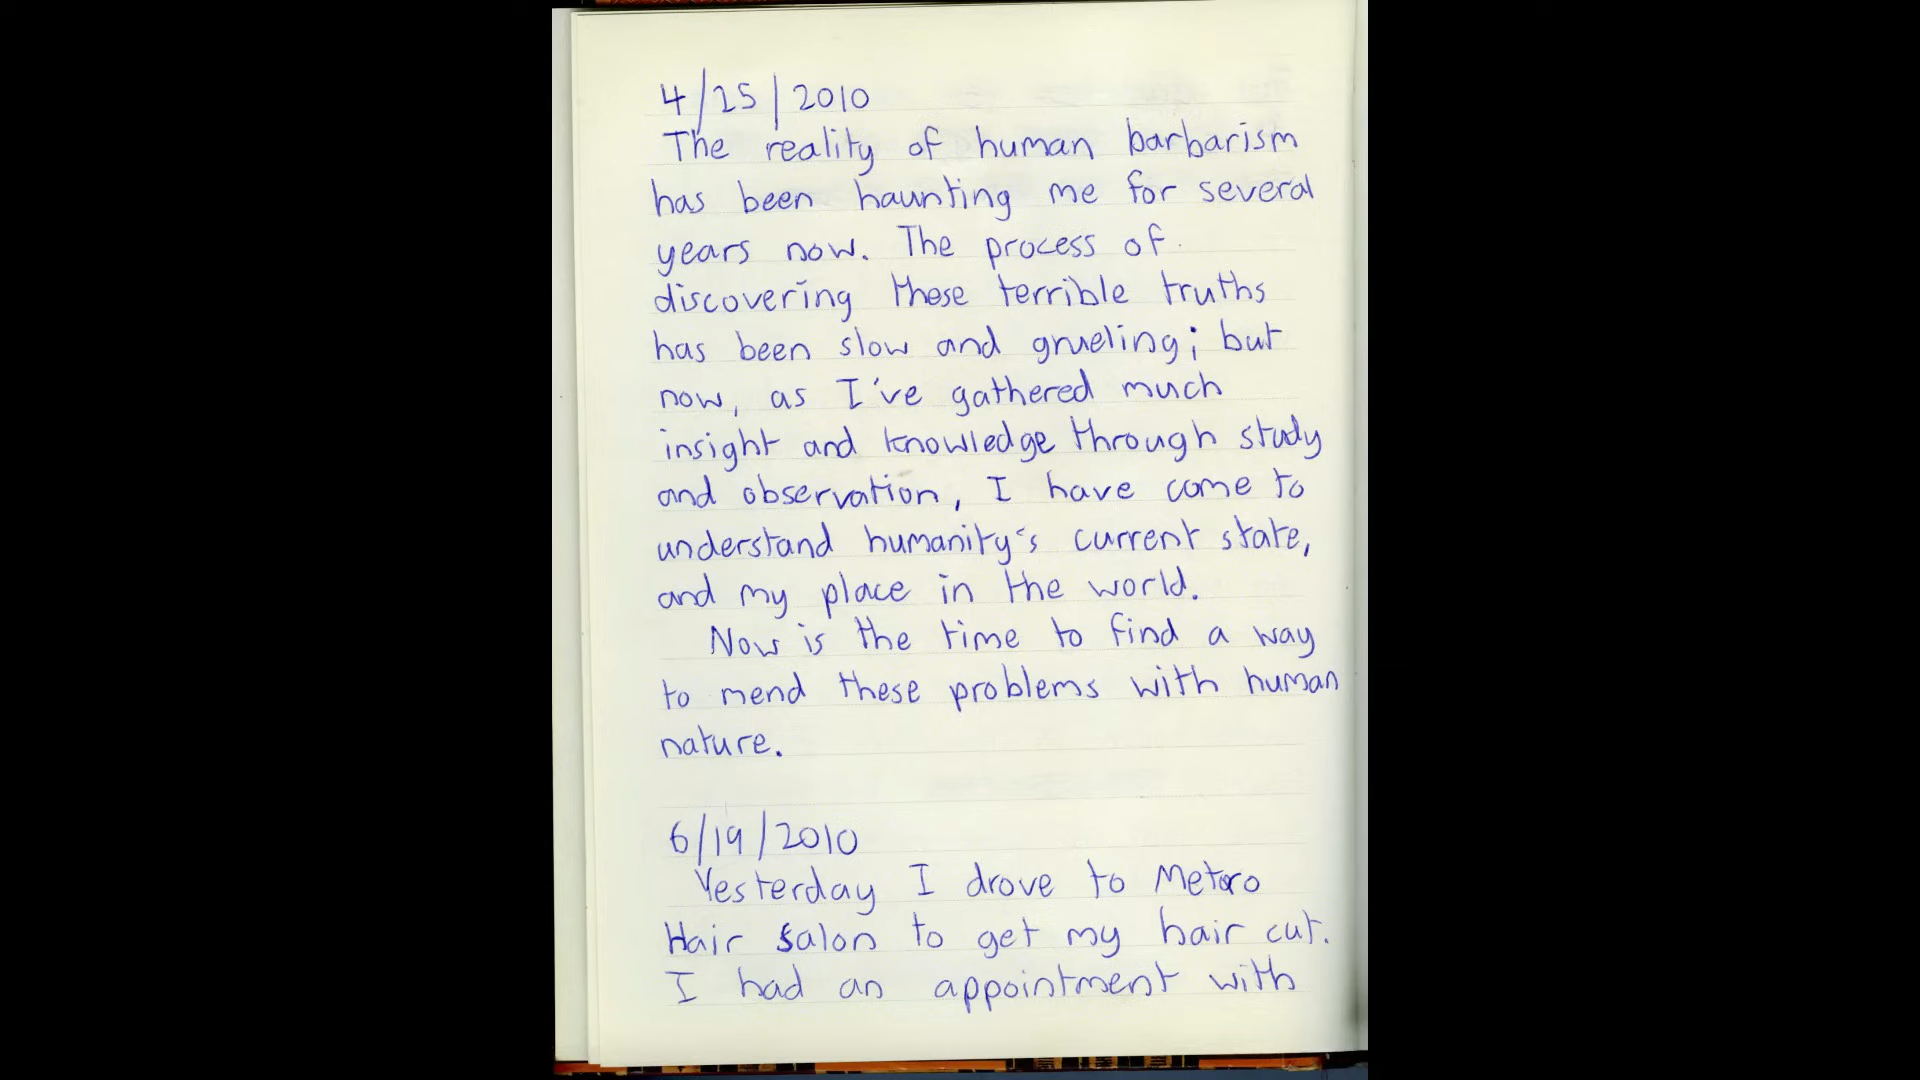 4/25/2010
The reality of human barbarism
has been haunting me for several
years now. The process of
discovering these terrible truths
has been slow and grueling; but
now, as I've gathered much
insight and knowledge through study
and observation, I have come to
understand humanity's current state,
and my place in the world.
Now is the time to find a way
to mend these problems with human
nature.
6/19/2010
Yesterday I drove to Metro
Hair Salon to get my hair cut.
I had an appointment with